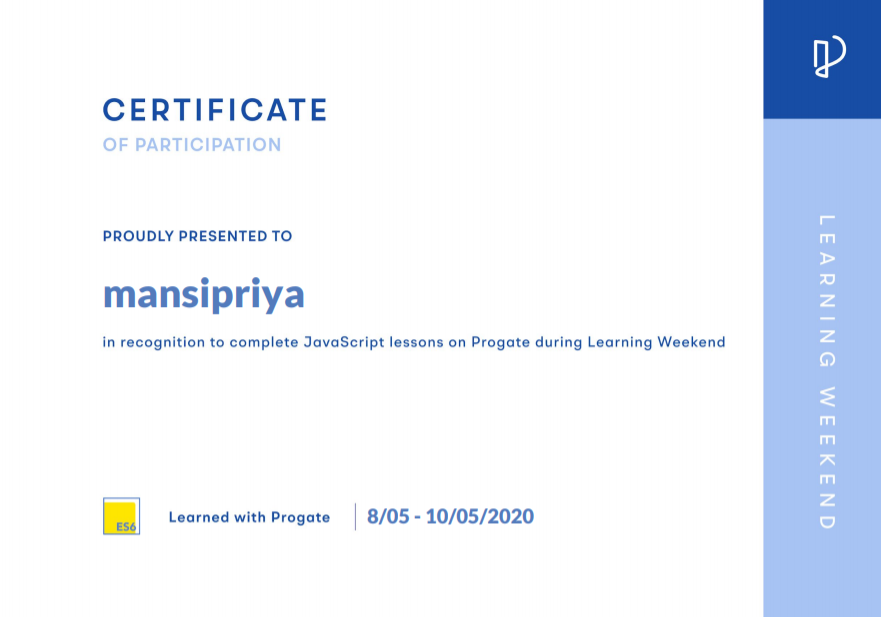 CERTIFICATE
OF PARTICIPATION
PROUDLY PRESENTED TO
mansipriya
in recognition to complete JavaScript lessons on Progate during Learning Weekend
ES6
Learned with Progate
8/05 - 10/05/2020
LEARNING WEEKEND